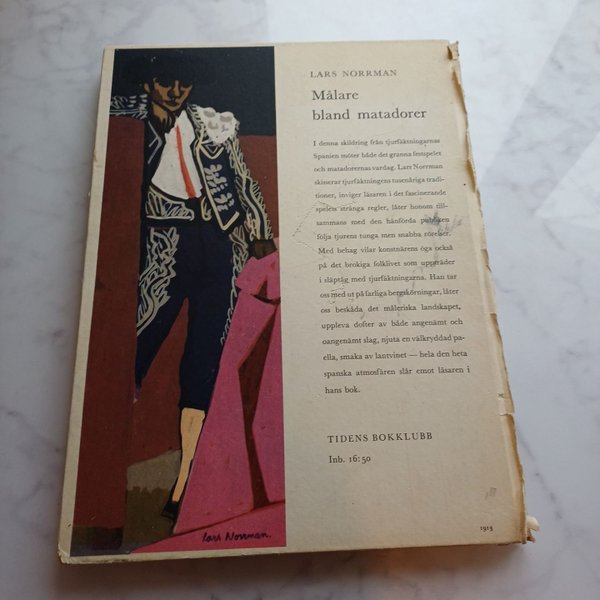 LARS NORRMAN
Målare
bland matadorer
I denna skildring från tjurfäktningarnas
Spanien möter både det granna festspelet
och matadorernas vardag. Lars Norrman
skisserar tjurfäktningens tusenåriga tradi-
tioner, inviger läsaren i det fascinerande
spelets stränga regler, låter honom till-
sammans med den hänförda publiken
följa tjurens tunga men snabba rörelser.
Med behag vilar konstnärens öga också
på det brokiga folklivet som uppträder
i släptåg med tjurfäktningarna. Han tar
oss med ut på farliga bergskörningar, låter
oss beskåda det måleriska landskapet,
uppleva dofter av både angenämt och
oangenämt slag, njuta en välkryddad pa-
ella, smaka av lantvinet — hela den heta
spanska atmosfären slår emot läsaren i
hans bok.
TIDENS BOKKLUBB
Inb. 16:50
1915
Lars Norrman.